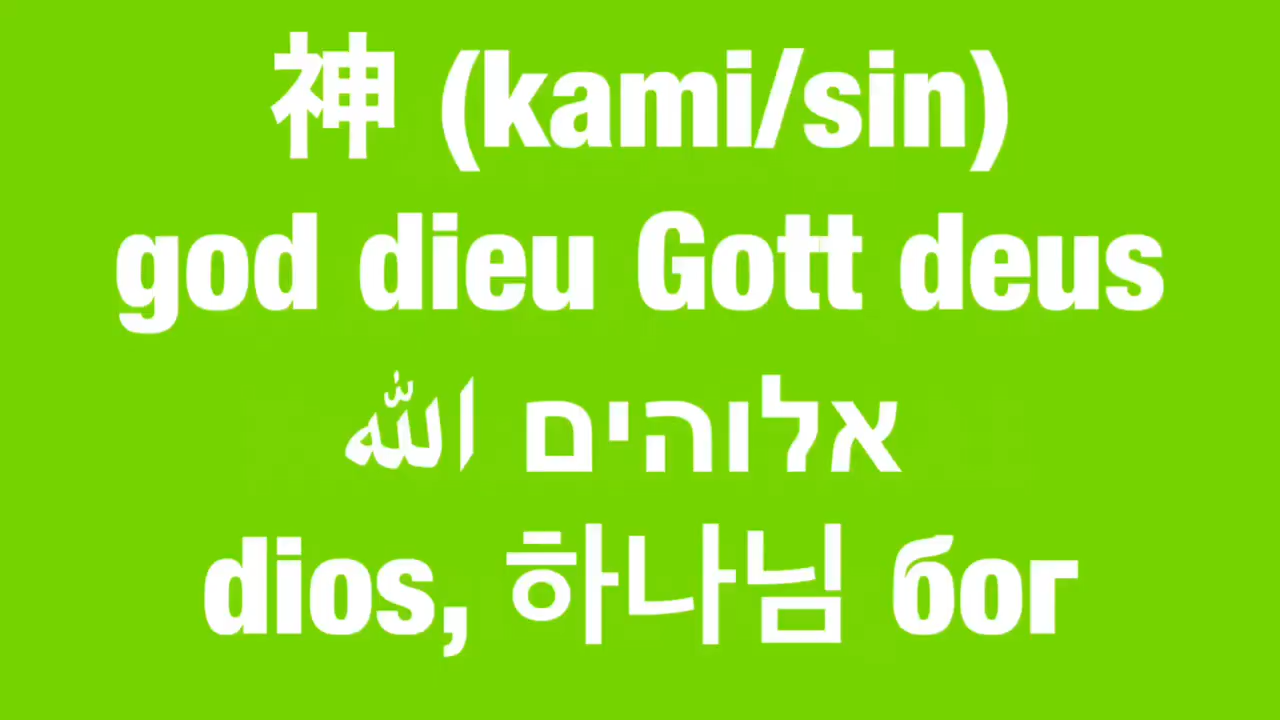 神 (kami/sin)
god dieu Gott deus
אלוהים الله
dios, 하나님 бог